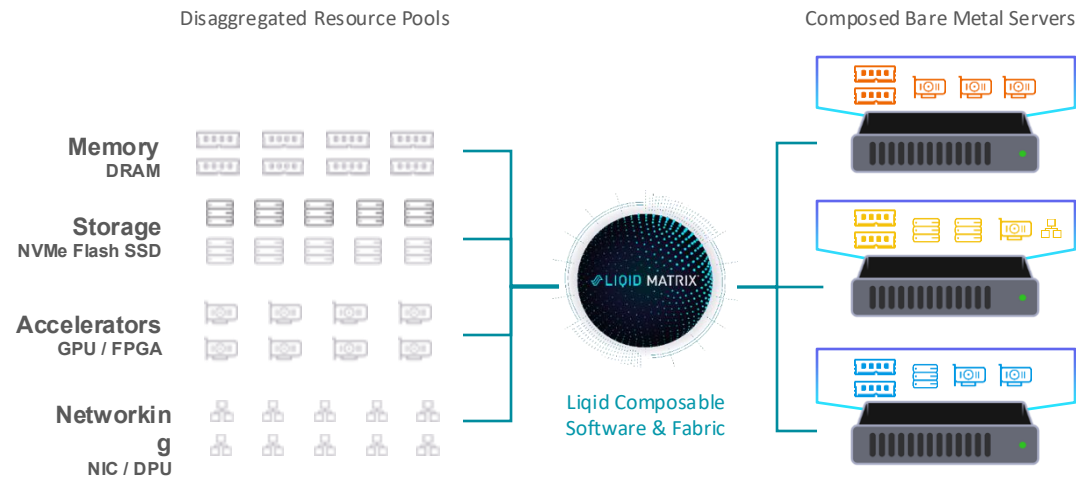 Disaggregated Resource Pools
Composed Bare Metal Servers
Memory
DRAM
Storage
NVMe Flash SSD
Accelerators
GPU / FPGA
Networkin
g
NIC / DPU
LIQID MATRIX
Liqid Composable
Software & Fabric